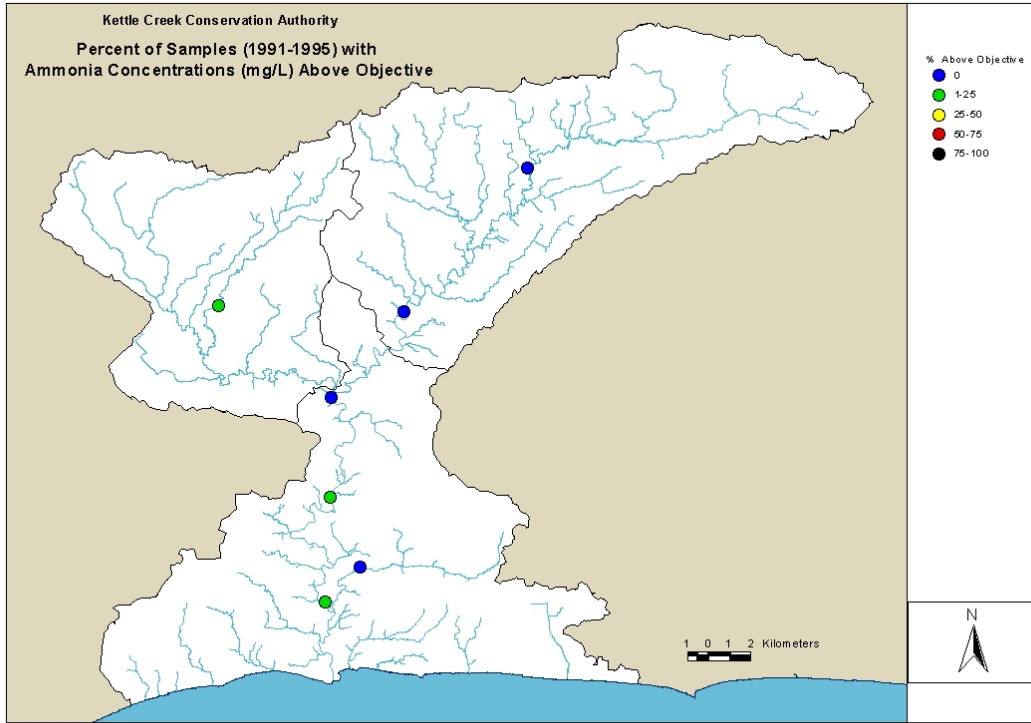 Kettle Creek Conservation Authority
Percent of Samples (1991-1995) with
Ammonia Concentrations (mg/L) Above Objective
% Above Objective
0
1-25
25-50
50-75
75-100
N
1 0 1 2 Kilometers